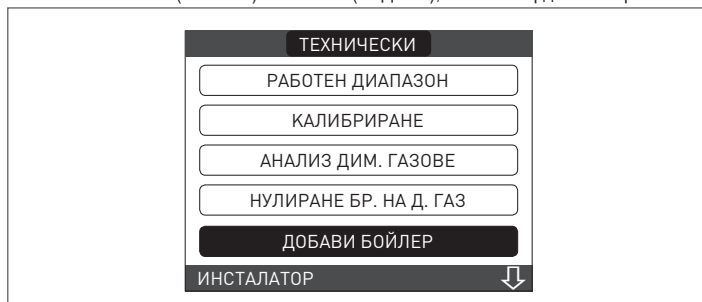 ТЕХНИЧЕСКИ
РАБОТЕН ДИАПАЗОН
КАЛИБРИРАНЕ
АНАЛИЗ ДИМ. ГАЗОВЕ
НУЛИРАНЕ БР. НА Д. ГАЗ
ДОБАВИ БОЙЛЕР
ИНСТАЛАТОР